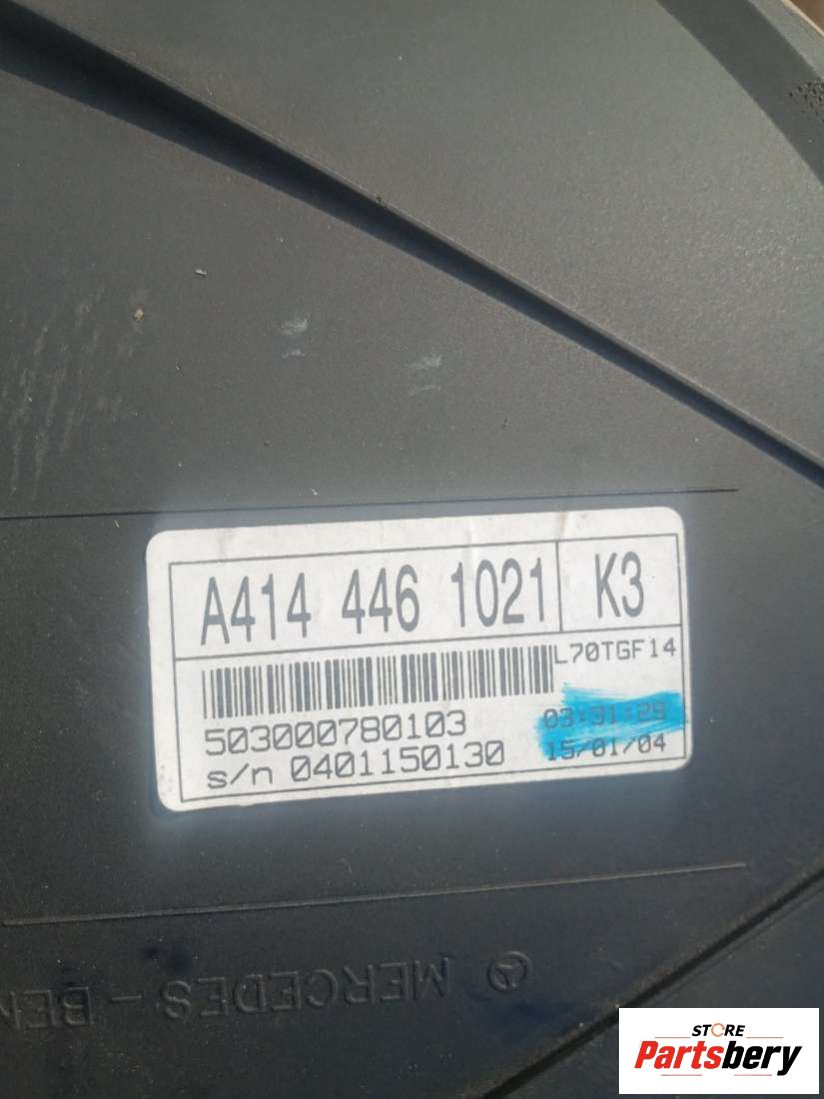 A414 446 1021 K3
L70TGF14
503000780103 03:31:29
s/n 0401150130 15/01/04
MERCEDES - BEN
STORE
Partsbery